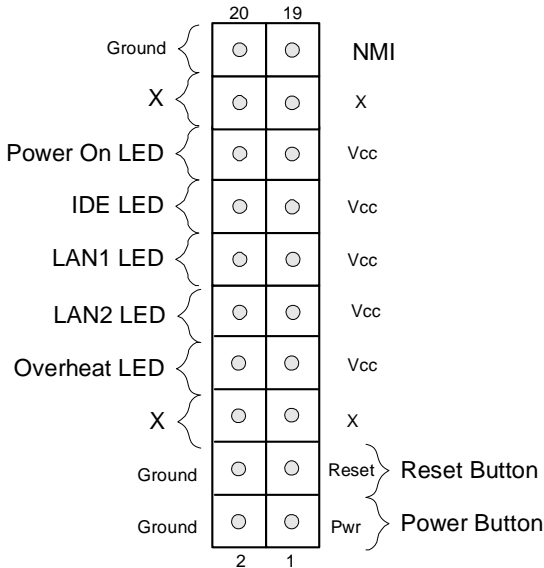 20 19
Ground NMI
X X
Power On LED Vcc
IDE LED Vcc
LAN1 LED Vcc
LAN2 LED Vcc
Overheat LED Vcc
X X
Ground Reset Reset Button
Ground Pwr Power Button
2 1